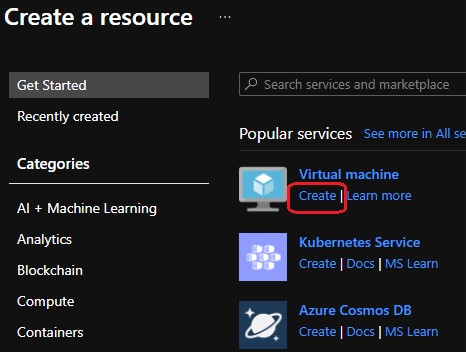 Create a resource ...
Get Started
Recently created
Categories
AI + Machine Learning
Analytics
Blockchain
Compute
Containers
Search services and marketplace
Popular services See more in All se
Virtual machine
Create | Learn more
Kubernetes Service
Create | Docs | MS Learn
Azure Cosmos DB
Create | Docs | MS Learn